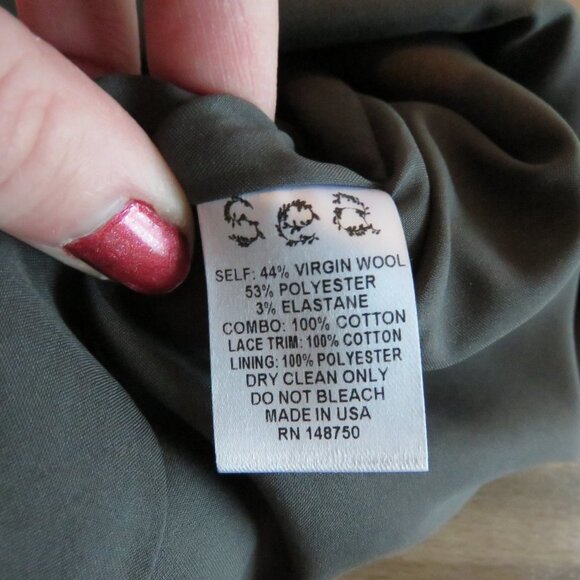 Sea
SELF: 44% VIRGIN WOOL
53% POLYESTER
3% ELASTANE
COMBO: 100% COTTON
LACE TRIM: 100% COTTON
LINING: 100% POLYESTER
DRY CLEAN ONLY
DO NOT BLEACH
MADE IN USA
RN 148750